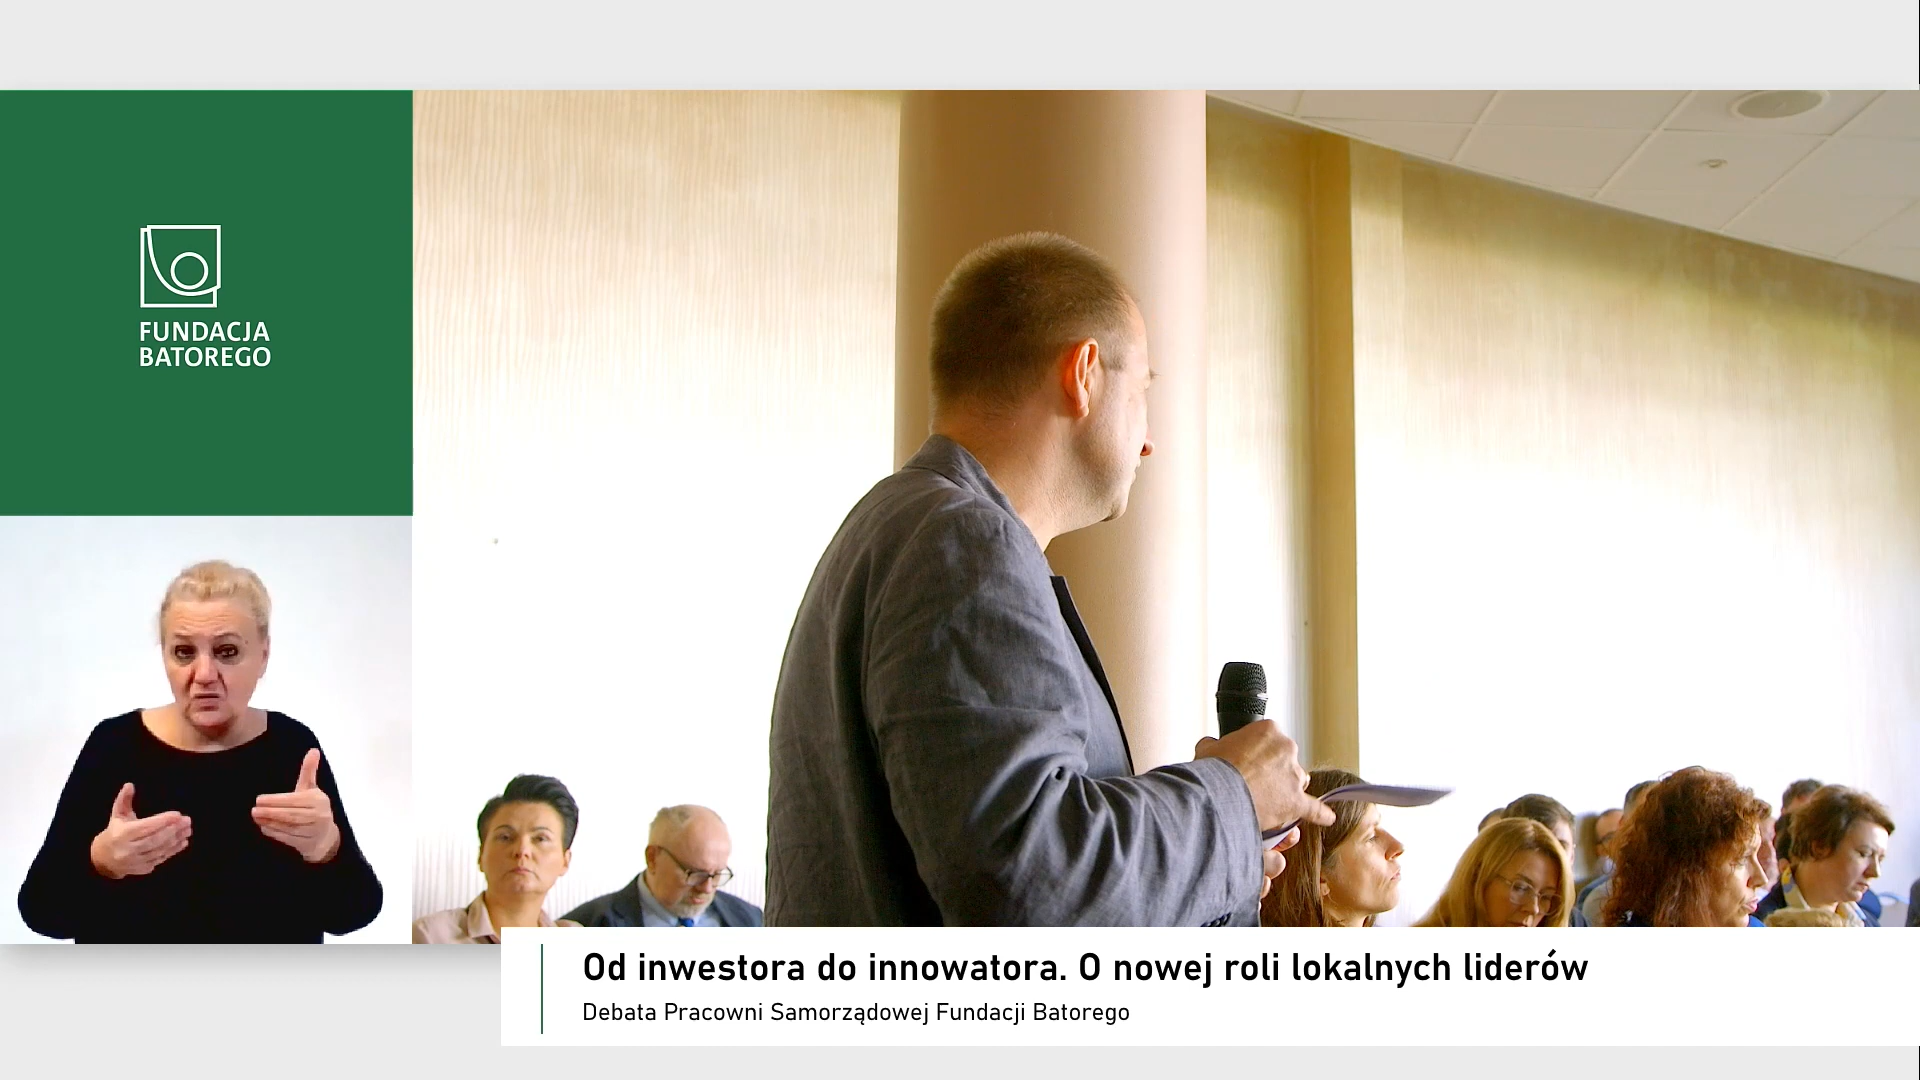 FUNDACJA
BATOREGO
Od inwestora do innowatora. O nowej roli lokalnych liderów
Debata Pracowni Samorządowej Fundacji Batorego